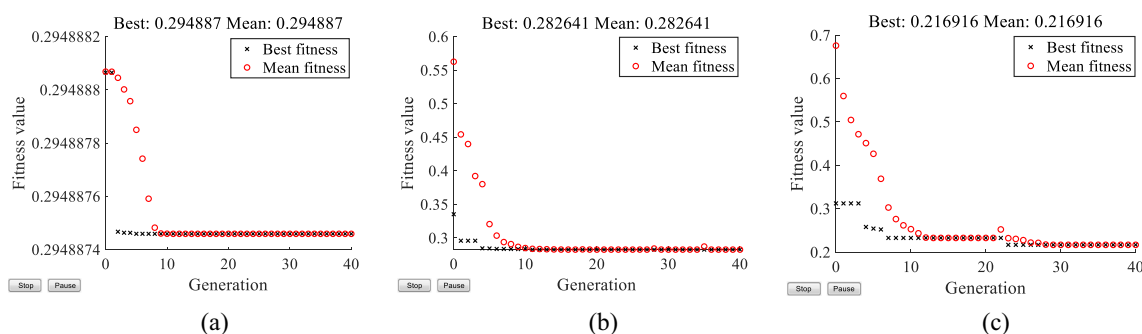 Best: 0.294887 Mean: 0.294887
0.2948882
0.294888
0.2948878
0.2948876
0.2948874
Fitness value
Best fitness
Mean fitness
0 10 20 30 40
Generation
Stop Pause
(a)
Best: 0.282641 Mean: 0.282641
0.6
0.55
0.5
0.45
0.4
0.35
0.3
Fitness value
Best fitness
Mean fitness
0 10 20 30 40
Generation
Stop Pause
(b)
Best: 0.216916 Mean: 0.216916
0.7
0.6
0.5
0.4
0.3
0.2
Fitness value
Best fitness
Mean fitness
0 10 20 30 40
Generation
Stop Pause
(c)